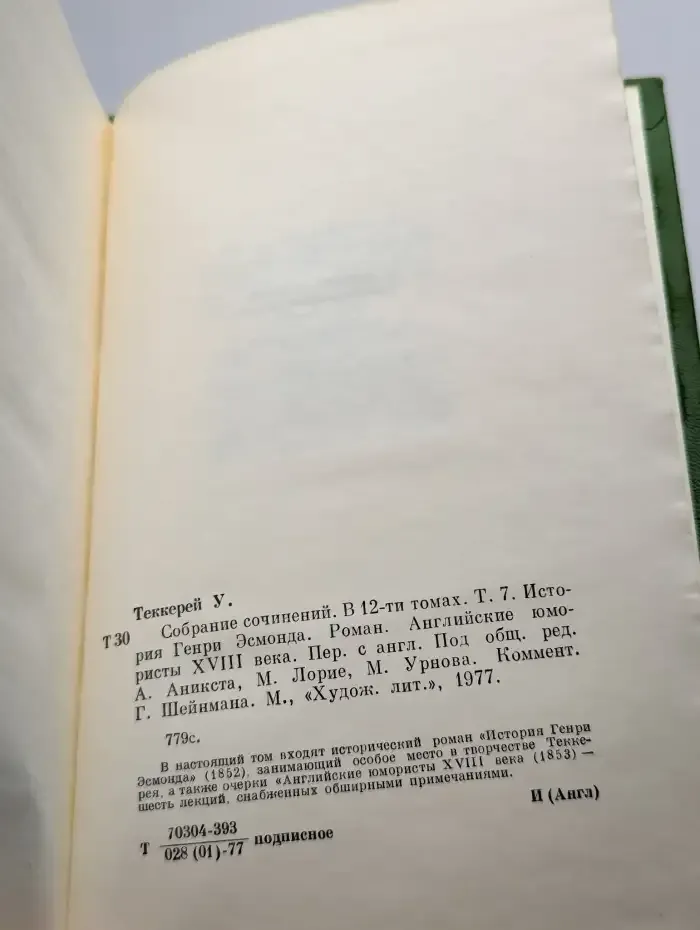 Теккерей У.
Т30 Собрание сочинений. В 12-ти томах. Т. 7. Исто-
рия Генри Эсмонда. Роман. Английские юмо-
ристы XVIII века. Пер. с англ. Под общ. ред.
А. Аникста, М. Лорие, М. Урнова. Коммент.
Г. Шейнмана. М., «Худож. лит.», 1977.
779с.
В настоящий том входят исторический роман «История Генри
Эсмонда» (1852), занимающий особое место в творчестве Текке-
рея, а также очерки «Английские юмористы XVIII века (1853) —
шесть лекций, снабженных обширными примечаниями.
Т 70304-393
028 (01)-77 подписное
И (Англ)